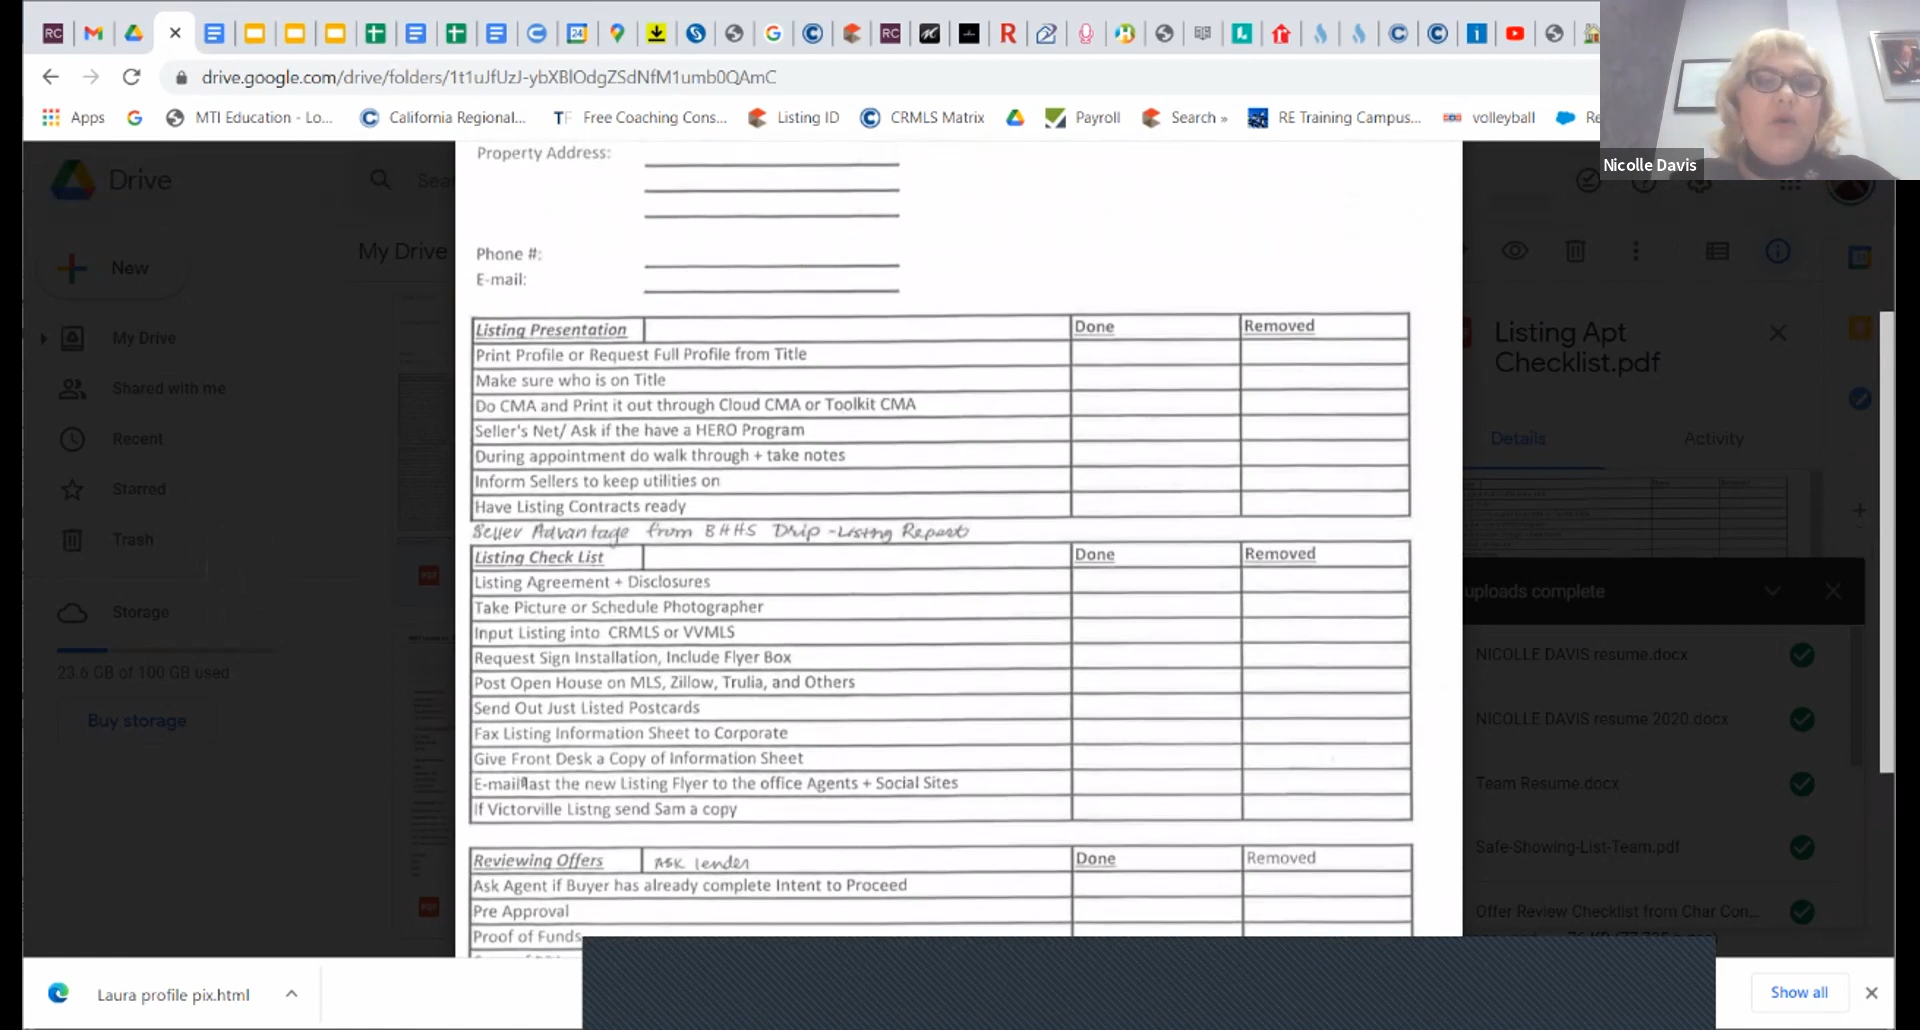 24
drive.google.com/drive/folders/1t1uJfUzJ-ybXBlOdgZSdNfM1umb0QAmC
Apps
MTI Education - Lo...
California Regional...
TF Free Coaching Cons...
Listing ID
CRMLS Matrix
Payroll
Search »
RE Training Campus...
volleyball
Re
Nicolle Davis
Drive
Sea
New
My Drive
My Drive
Shared with me
Recent
Starred
Trash
Storage
23.6 GB of 100 GB used
Buy storage
Property Address:
Phone #:
E-mail:
Listing Presentation Done Removed
Print Profile or Request Full Profile from Title
Make sure who is on Title
Do CMA and Print it out through Cloud CMA or Toolkit CMA
Seller's Net/ Ask if the have a HERO Program
During appointment do walk through + take notes
Inform Sellers to keep utilities on
Have Listing Contracts ready
Seller Advantage from BHHS Drip - Listing Report
Listing Check List Done Removed
Listing Agreement + Disclosures
Take Picture or Schedule Photographer
Input Listing into CRMLS or VVMLS
Request Sign Installation, Include Flyer Box
Post Open House on MLS, Zillow, Trulia, and Others
Send Out Just Listed Postcards
Fax Listing Information Sheet to Corporate
Give Front Desk a Copy of Information Sheet
the new Listing Flyer to the office Agents + Social Sites
If Victorville Listng send Sam a copy
Reviewing Offers Ask lender Done Removed
Ask Agent if Buyer has already complete Intent to Proceed
Pre Approval
Proof of Funds
Listing Apt
Checklist.pdf
Details Activity
uploads complete
NICOLLE DAVIS resume.docx
NICOLLE DAVIS resume 2020.docx
Team Resume.docx
Safe-Showing-List-Team.pdf
Offer Review Checklist from Char Con...
Laura profile pix.html
Show all